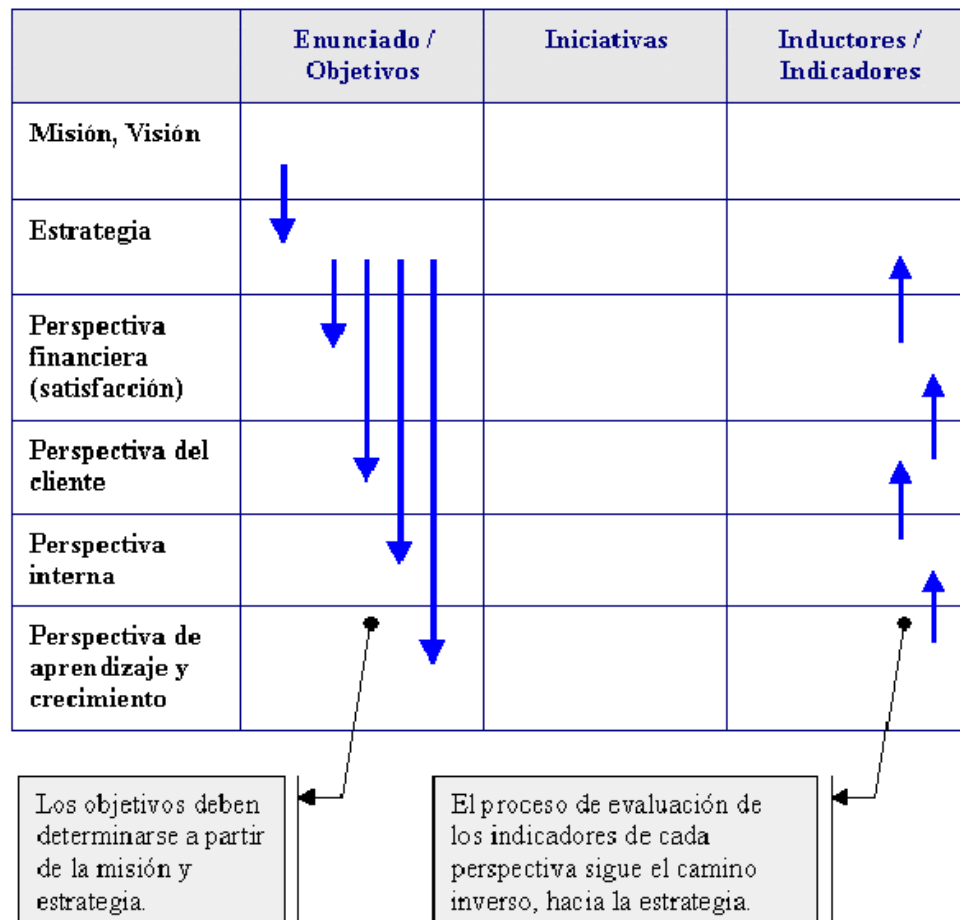 Enunciado /
Objetivos
Iniciativas
Inductores /
Indicadores
Misión, Visión
Estrategia
Perspectiva
financiera
(satisfacción)
Perspectiva del
cliente
Perspectiva
interna
Perspectiva de
aprendizaje y
crecimiento
Los objetivos deben
determinarse a partir
de la misión y
estrategia.
El proceso de evaluación de
los indicadores de cada
perspectiva sigue el camino
inverso, hacia la estrategia.